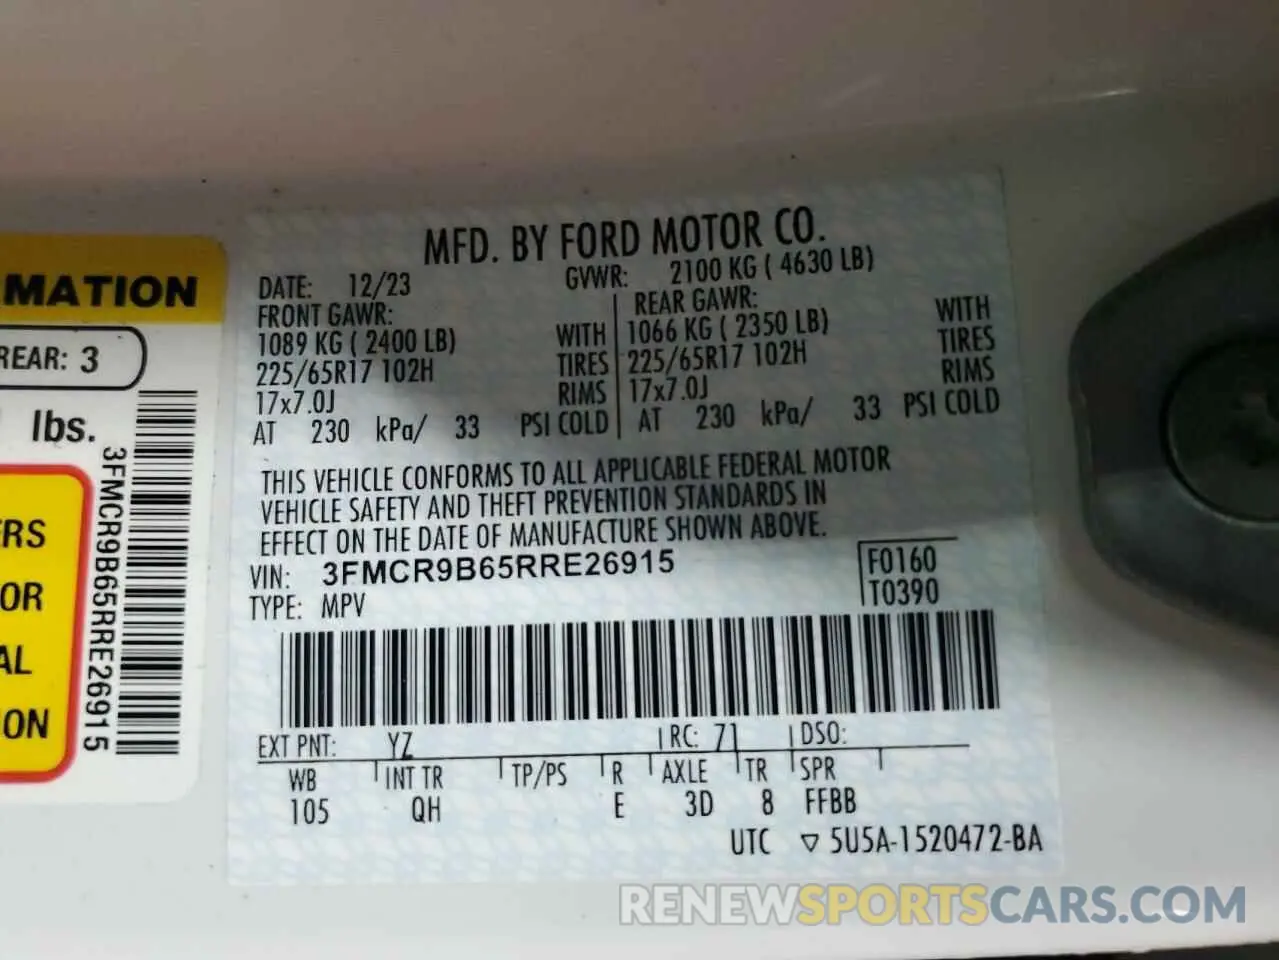 MATION
REAR: 3
lbs.
3FMCR9B65RRE26915
ERS
OR
AL
ION
MFD. BY FORD MOTOR CO.
DATE: 12/23 GVWR: 2100 KG ( 4630 LB)
FRONT GAWR: REAR GAWR:
1089 KG ( 2400 LB) WITH 1066 KG ( 2350 LB) WITH
225/65R17 102H TIRES 225/65R17 102H TIRES
17x7.0J RIMS 17x7.0J RIMS
AT 230 kPa/ 33 PSI COLD AT 230 kPa/ 33 PSI COLD
THIS VEHICLE CONFORMS TO ALL APPLICABLE FEDERAL MOTOR
VEHICLE SAFETY AND THEFT PREVENTION STANDARDS IN
EFFECT ON THE DATE OF MANUFACTURE SHOWN ABOVE.
VIN: 3FMCR9B65RRE26915 F0160
TYPE: MPV T0390
EXT PNT: YZ RC: 71 DSO:
WB INT TR TP/PS R AXLE TR SPR
105 QH E 3D 8 FFBB
UTC ▽ 5U5A-1520472-BA
RENEWSPORTSCARS.COM